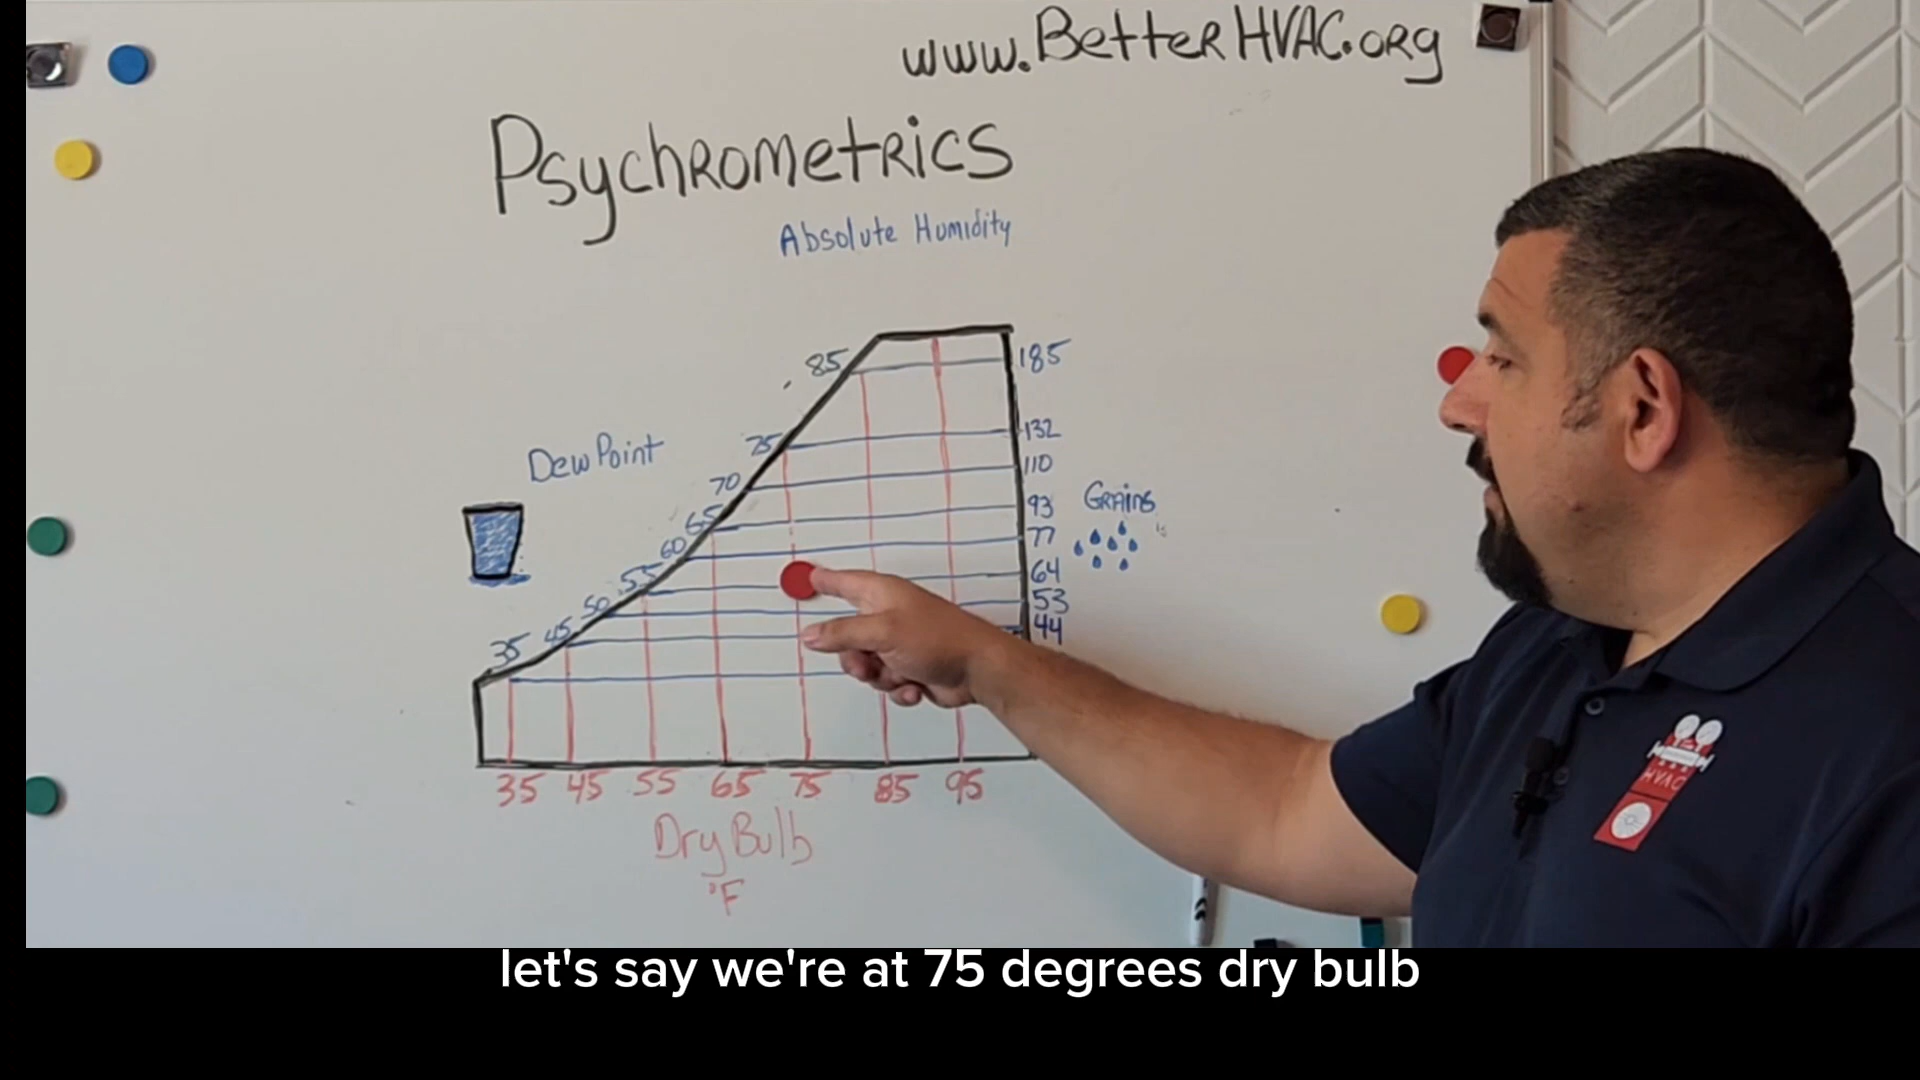 www.BetterHVAC.org
Psychrometrics
Absolute Humidity
85
185
75
132
Dew Point
70
110
65
93
Grains
60
77
55
64
50
53
45
44
35
35 45 55 65 75 85 95
Dry Bulb
°F
HVAC
let's say we're at 75 degrees dry bulb